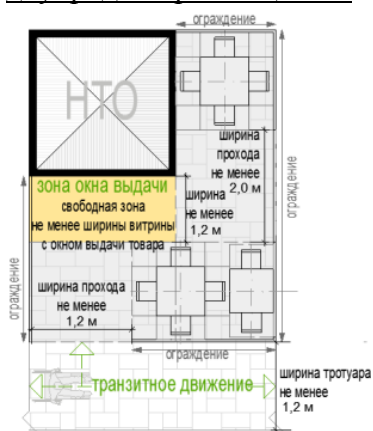 ограждение
НТО
ширина
прохода
не менее
2,0 м
ограждение
зона окна выдачи
свободная зона
не менее ширины витрины
с окном выдачи товара
ширина
не менее
1,2 м
ограждение
ширина прохода
не менее
1,2 м
ограждение
транзитное движение
ширина тротуара
не менее
1,2 м